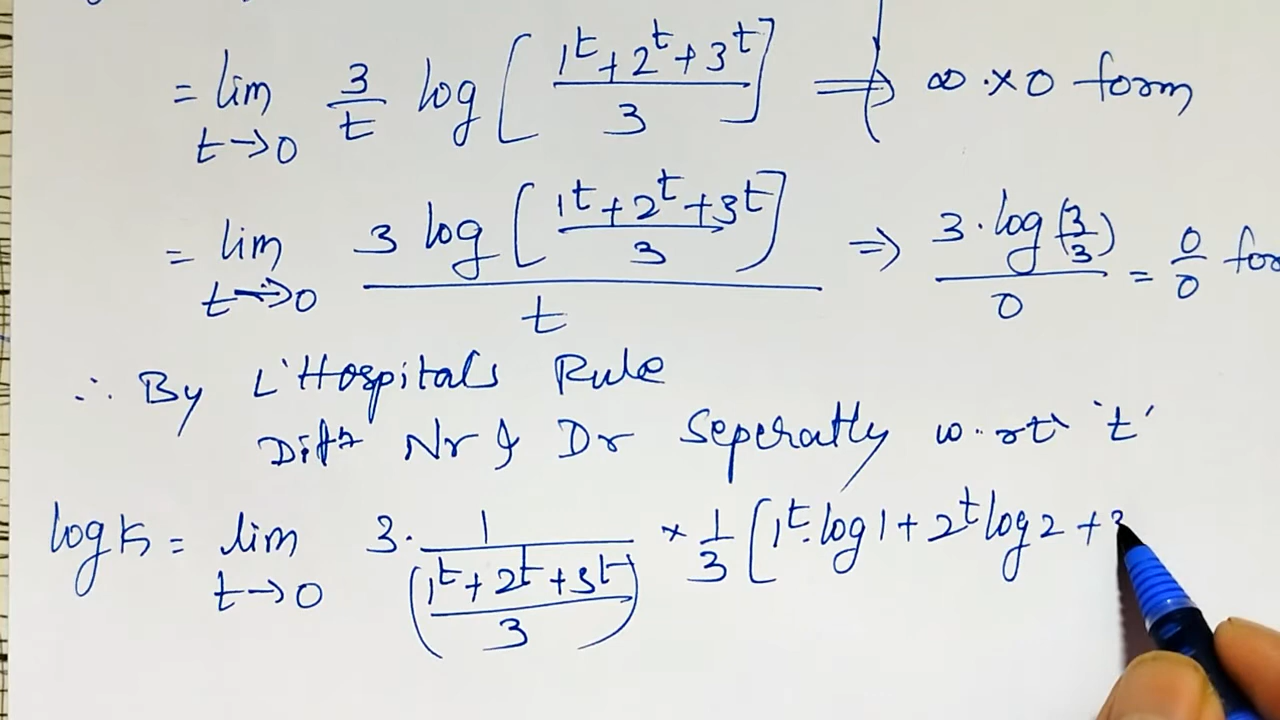 = lim t→0 3/t log [ (1^t + 2^t + 3^t)/3 ] ⟹ ∞ · × 0 form
= lim t→0 3 log [ (1^t + 2^t + 3^t)/3 ] / t ⇒ 3 · log (3/3) / 0 = 0/0 for
∴ By L'Hospitals Rule
Diff Nr & Dr Seperatly w.r.t 't'
log K = lim t→0 3 · 1/( (1^t + 2^t + 3^t)/3 ) × 1/3 [ 1^t · log 1 + 2^t log 2 + 3